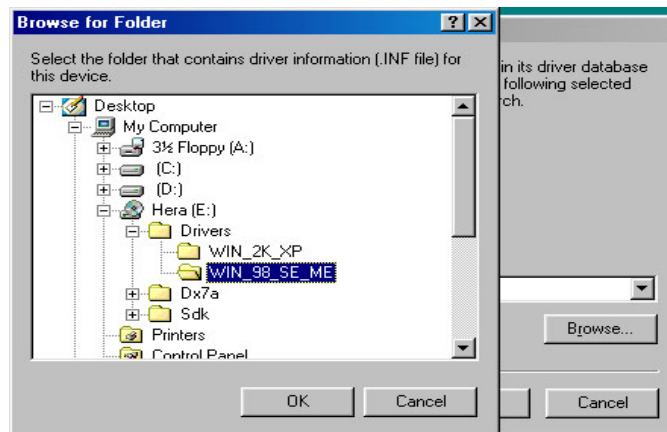 Browse for Folder
Select the folder that contains driver information (.INF file) for
this device.
Desktop
My Computer
3½ Floppy (A:)
(C:)
(D:)
Hera (E:)
Drivers
WIN_2K_XP
WIN_98_SE_ME
Dx7a
Sdk
Printers
Control Panel
OK
Cancel
in its driver database
following selected
rch.
Browse...
Cancel